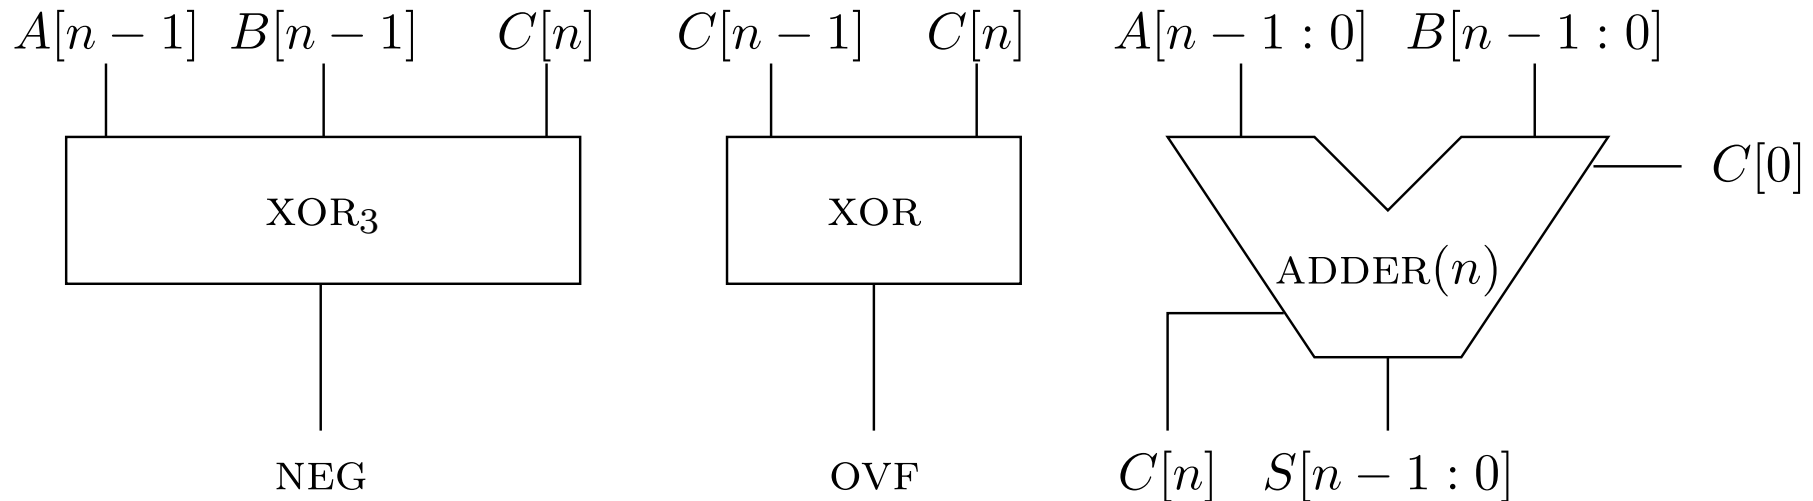 A[n − 1] B[n − 1] C[n] C[n − 1] C[n] A[n − 1 : 0] B[n − 1 : 0]
C[0]
XOR₃ XOR
ADDER(n)
NEG OVF C[n] S[n − 1 : 0]